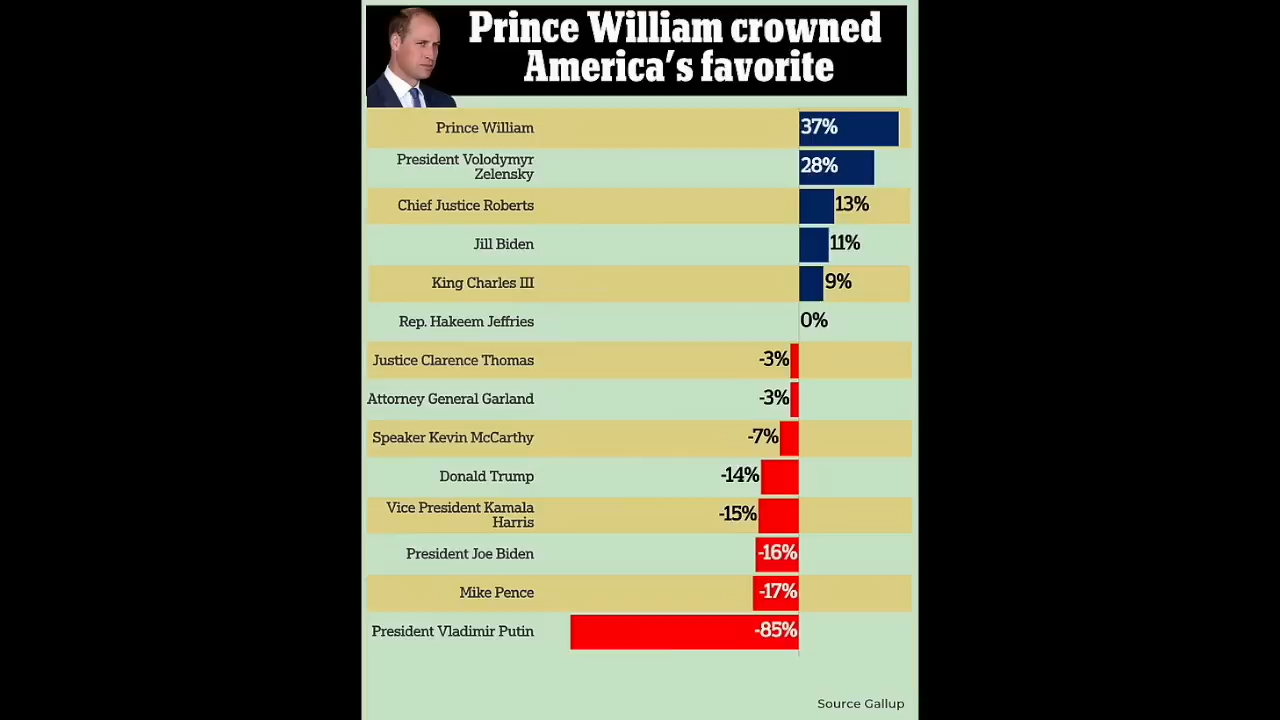 Prince William crowned
America's favorite
Prince William
37%
President Volodymyr
Zelensky
28%
Chief Justice Roberts
13%
Jill Biden
11%
King Charles III
9%
Rep. Hakeem Jeffries
0%
Justice Clarence Thomas
-3%
Attorney General Garland
-3%
Speaker Kevin McCarthy
-7%
Donald Trump
-14%
Vice President Kamala
Harris
-15%
President Joe Biden
-16%
Mike Pence
-17%
President Vladimir Putin
-85%
Source Gallup